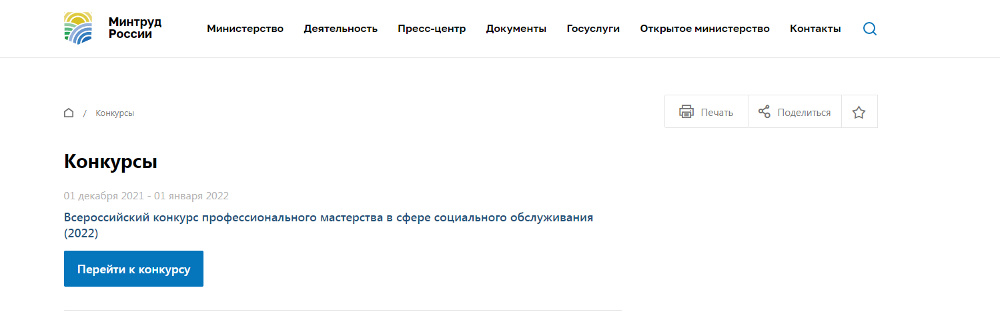 Минтруд
России
Министерство Деятельность Пресс-центр Документы Госуслуги Открытое министерство Контакты
/ Конкурсы
Печать Поделиться
Конкурсы
01 декабря 2021 - 01 января 2022
Всероссийский конкурс профессионального мастерства в сфере социального обслуживания
(2022)
Перейти к конкурсу